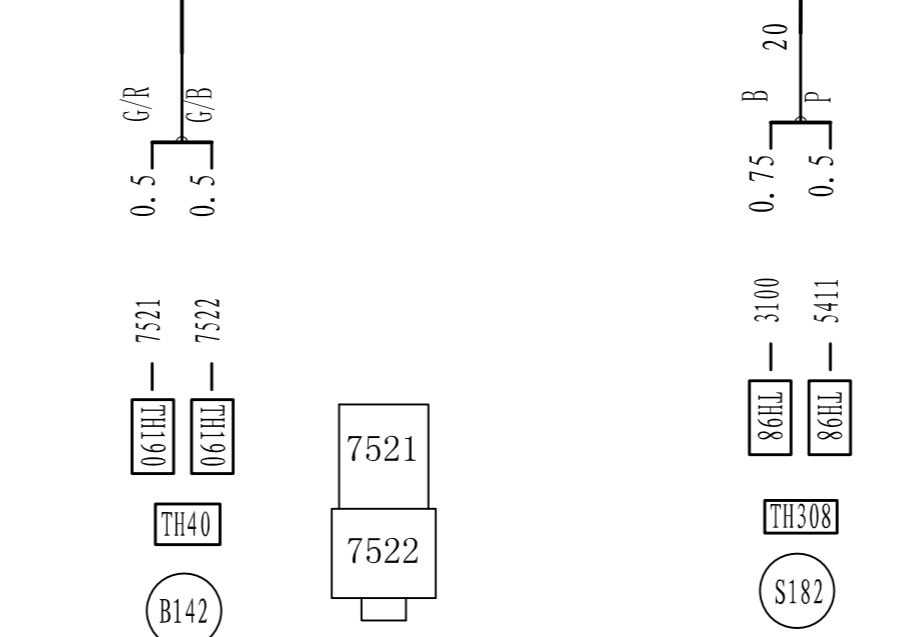 20
G/R
G/B
B
P
0.5
0.5
0.75
0.5
7521
7522
3100
5411
TH190
TH190
TH98
TH98
7521
7522
TH40
TH308
B142
S182